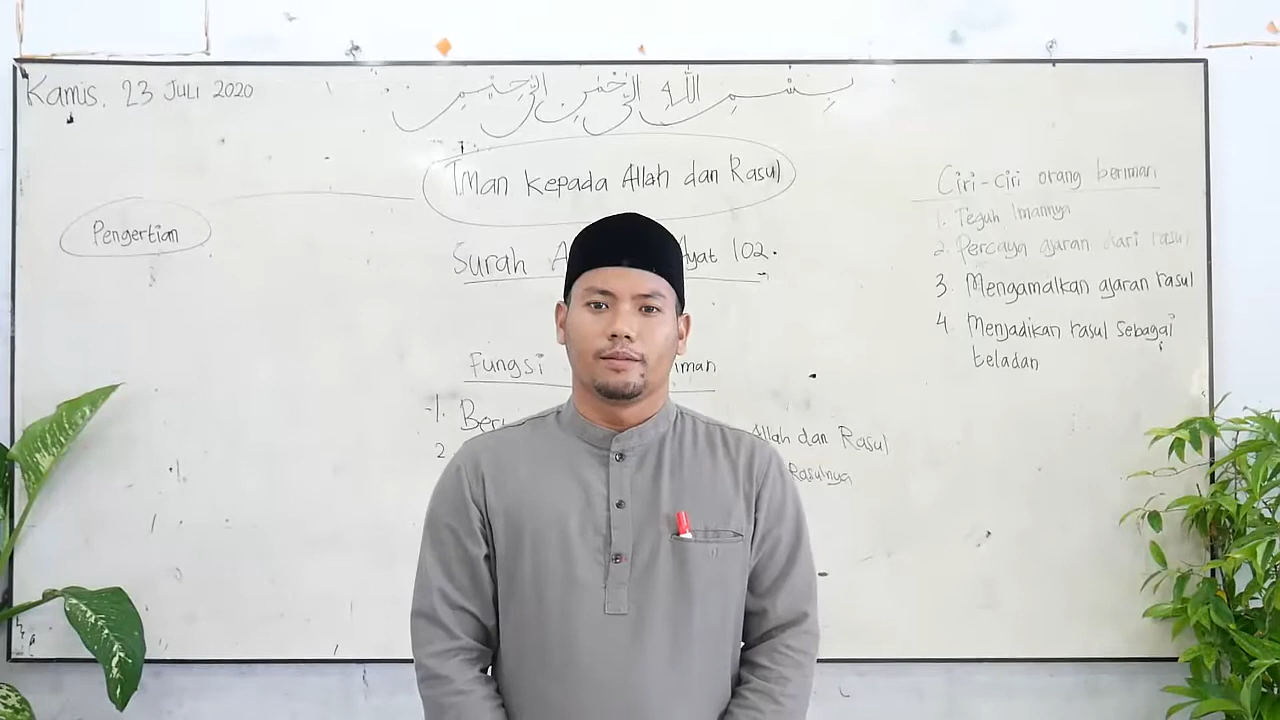 Kamis, 23 JULI 2020
بِسْمِ اللَّهِ الرَّحْمٰنِ الرَّحِيْمِ
Iman kepada Allah dan Rasul
Pengertian
Surah A Ayat 102.
Fungsi iman
1. Ber Allah dan Rasul
2 Rasulnya
Ciri-ciri orang beriman
1. Teguh Imannya
2. Percaya ajaran dari rasul
3. Mengamalkan ajaran rasul
4. Menjadikan rasul sebagai
teladan